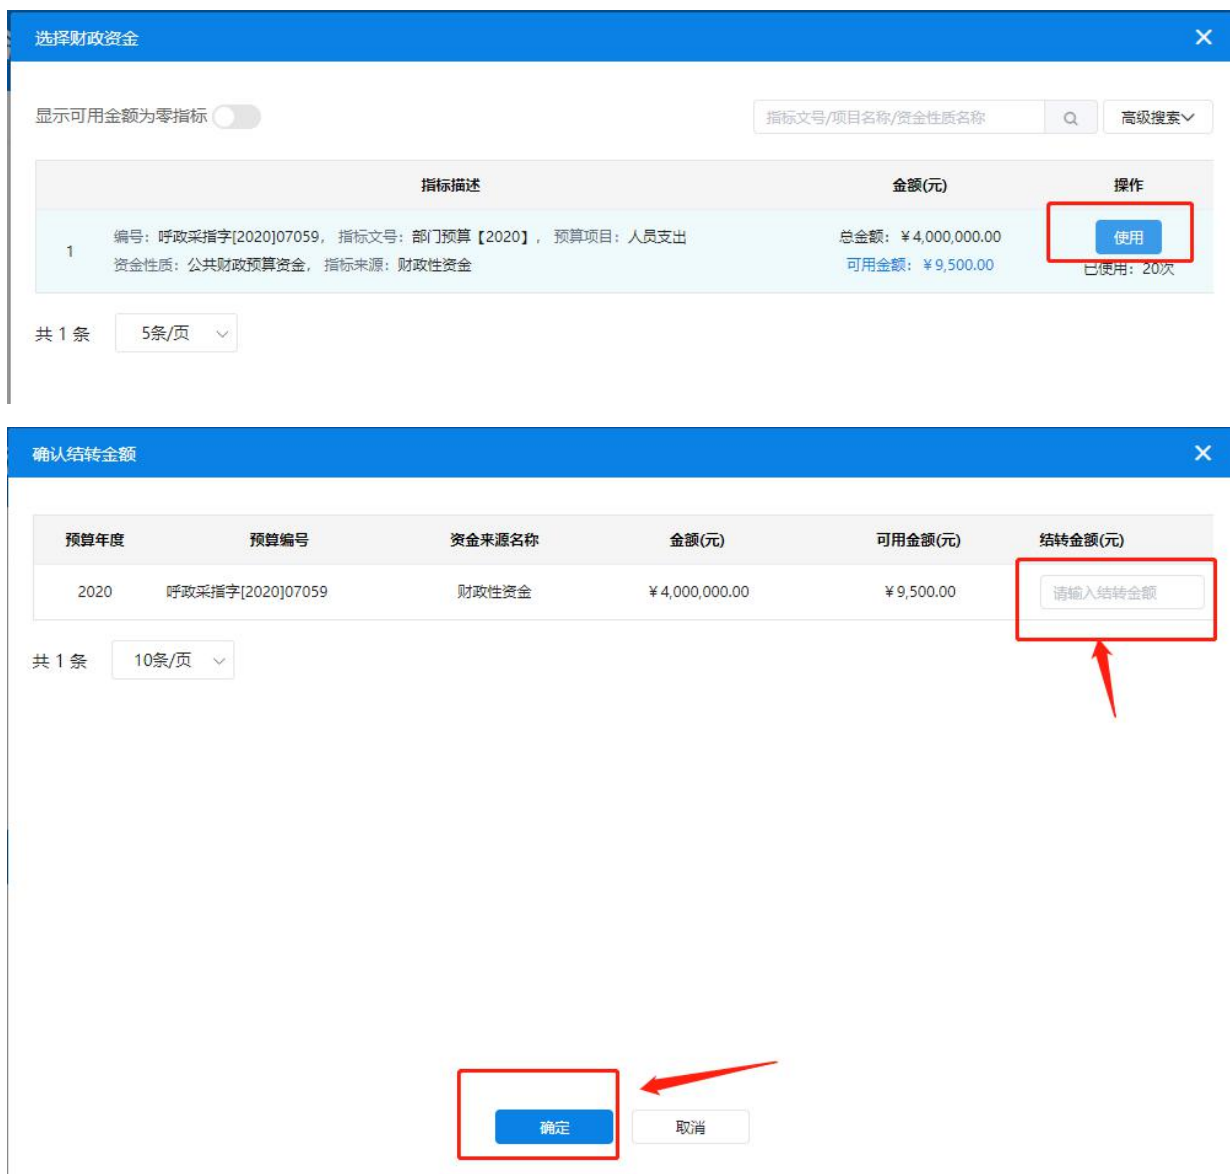 选择财政资金
显示可用金额为零指标
指标文号/项目名称/资金性质名称
高级搜索
指标描述 金额(元) 操作
1 编号：呼政采指字[2020]07059， 指标文号：部门预算【2020】， 预算项目：人员支出 总金额：￥4,000,000.00 使用
资金性质：公共财政预算资金， 指标来源：财政性资金 可用金额：￥9,500.00 已使用：20次
共 1 条 5条/页
确认结转金额
预算年度 预算编号 资金来源名称 金额(元) 可用金额(元) 结转金额(元)
2020 呼政采指字[2020]07059 财政性资金 ￥4,000,000.00 ￥9,500.00 请输入结转金额
共 1 条 10条/页
确定 取消